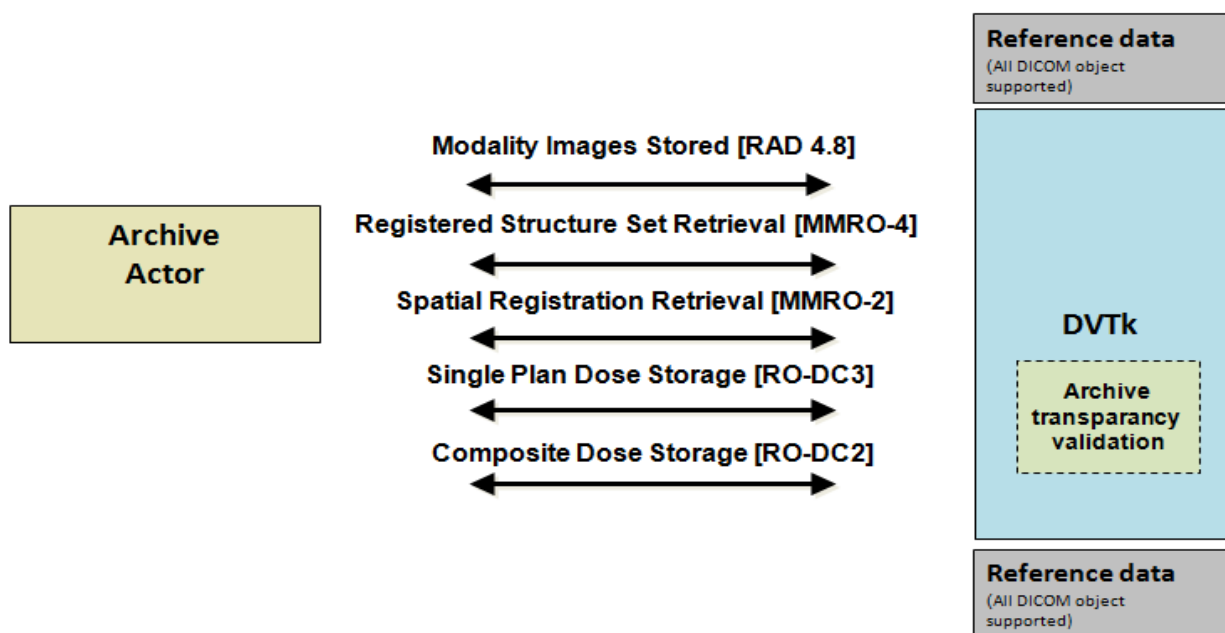 Reference data
(All DICOM object
supported)
Modality Images Stored [RAD 4.8]
Archive
Actor
Registered Structure Set Retrieval [MMRO-4]
Spatial Registration Retrieval [MMRO-2]
DVTk
Single Plan Dose Storage [RO-DC3]
Archive
transparancy
validation
Composite Dose Storage [RO-DC2]
Reference data
(All DICOM object
supported)